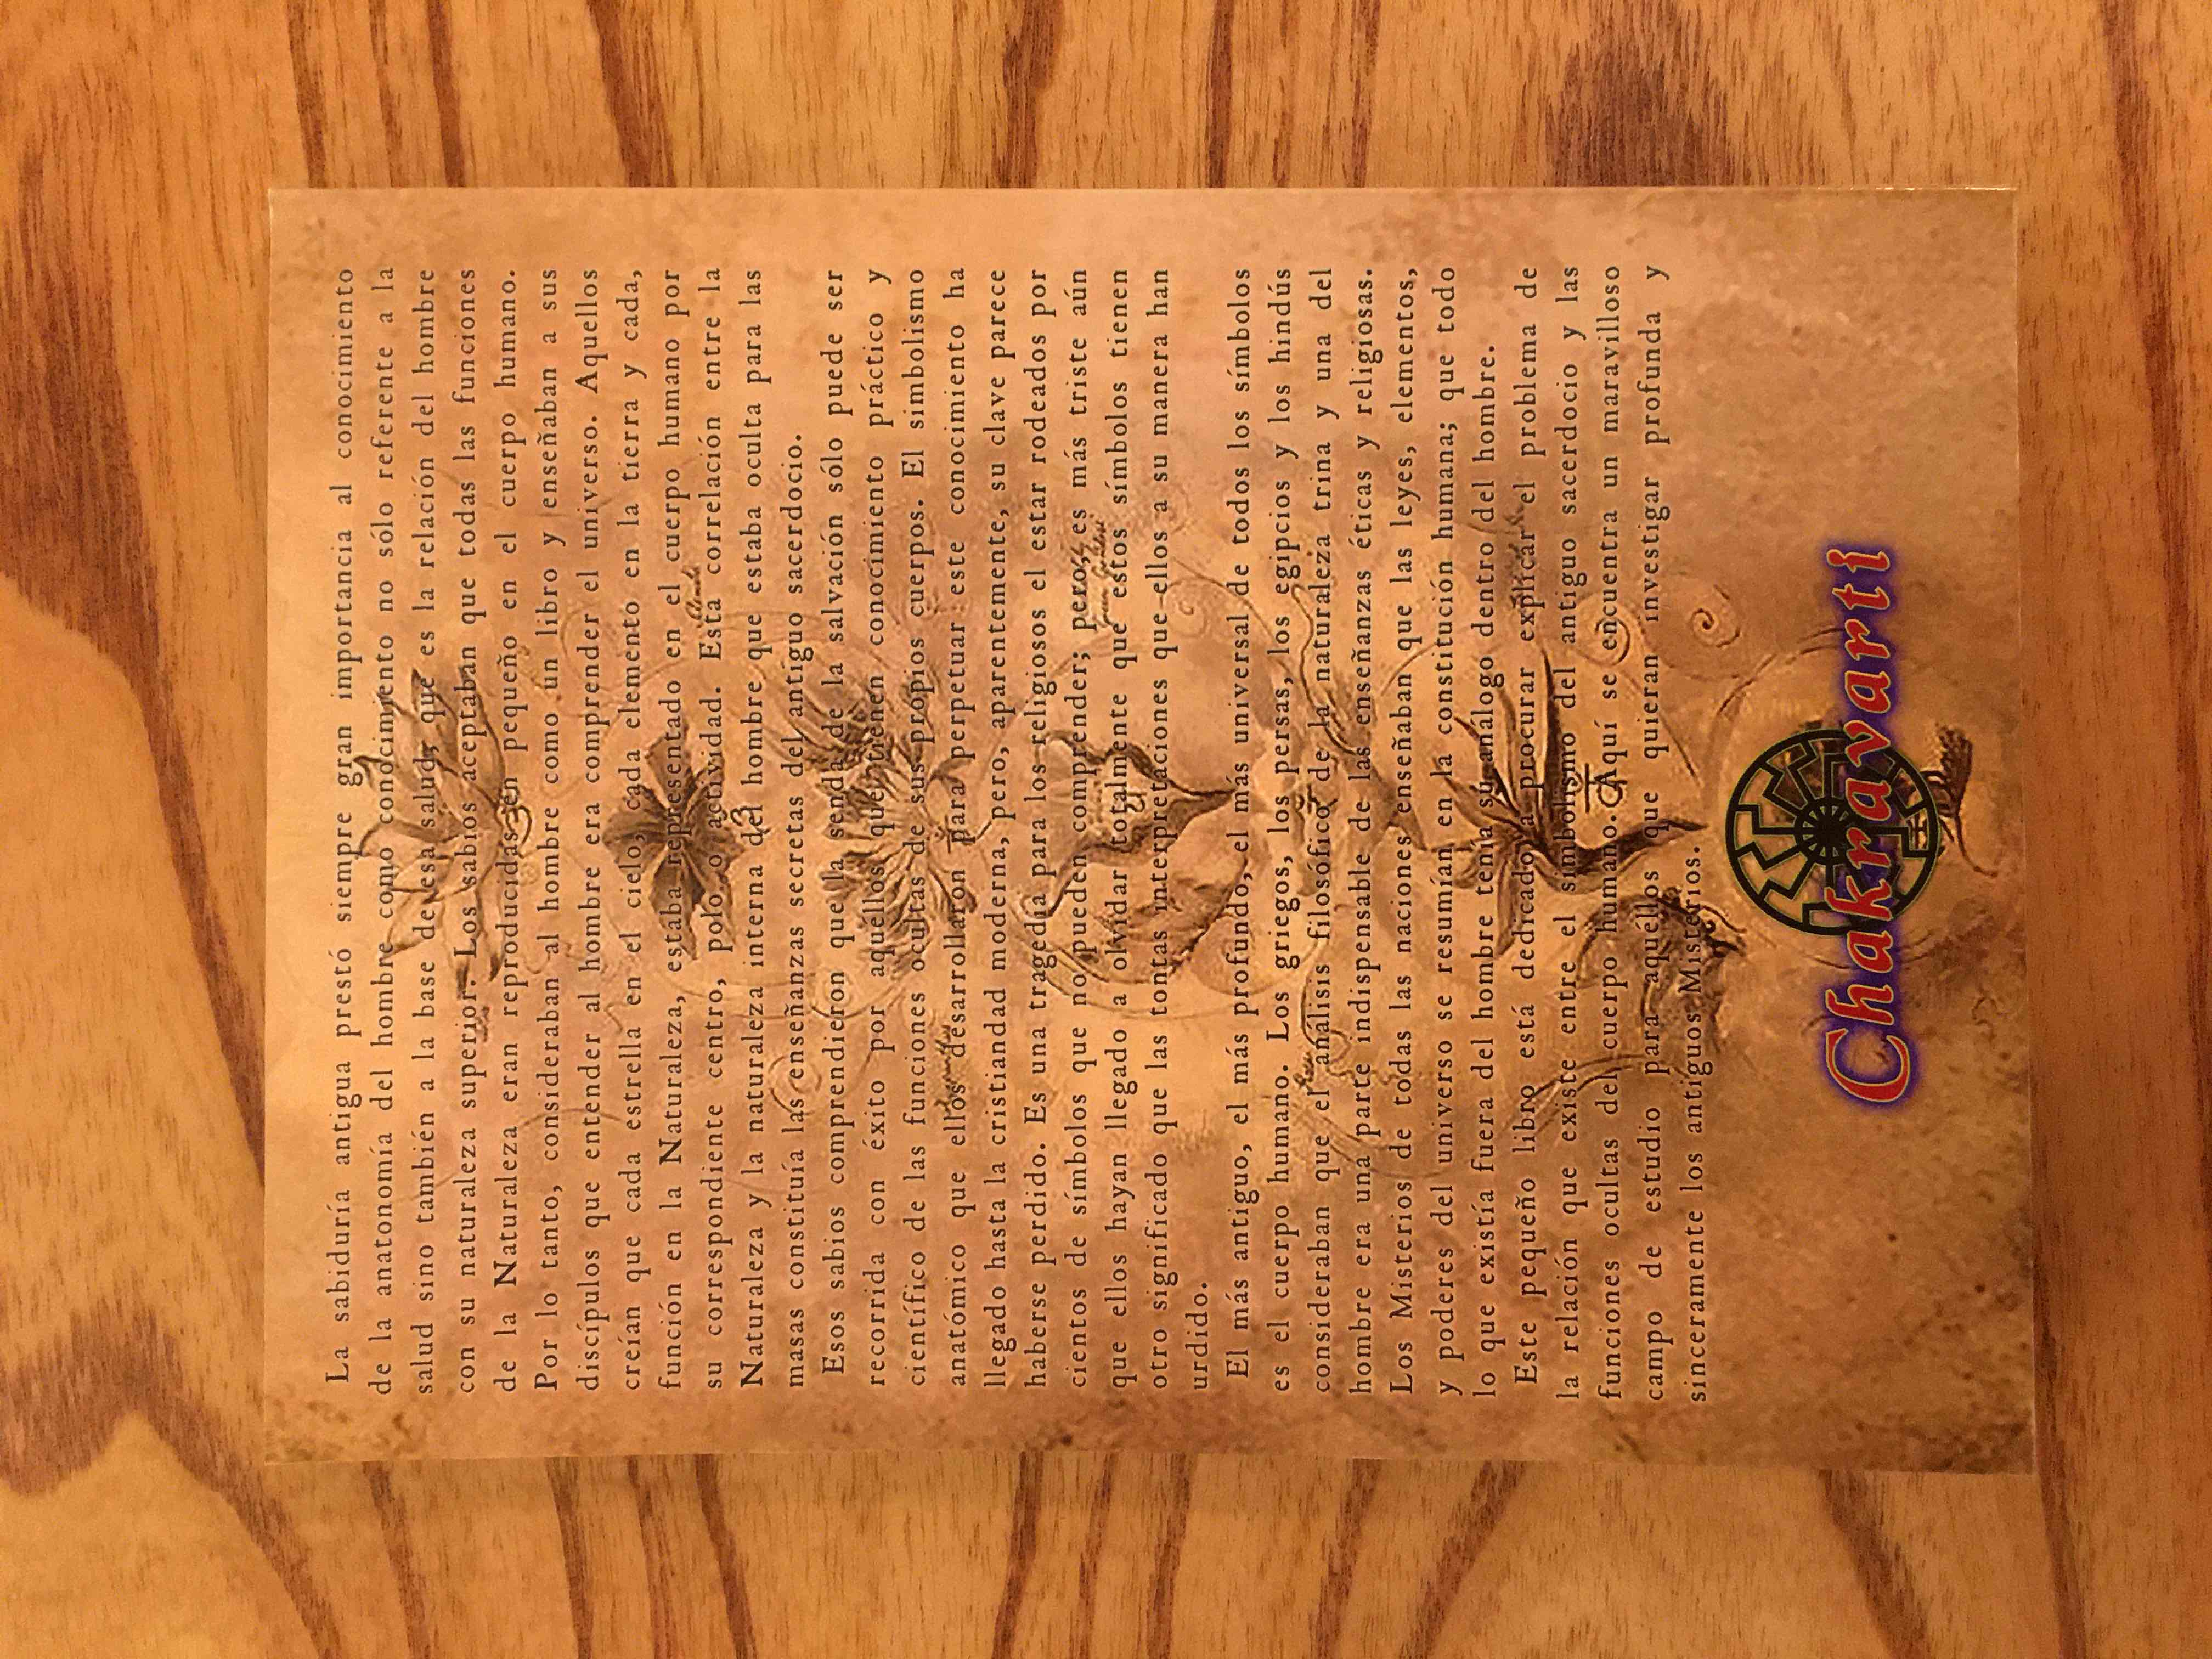 La sabiduría antigua prestó siempre gran importancia al conocimiento
de la anatonomía del hombre como conocimiento no sólo referente a la
salud sino también a la base de esa salud, que es la relación del hombre
con su naturaleza superior. Los sabios aceptaban que todas las funciones
de la Naturaleza eran reproducidas en pequeño en el cuerpo humano.
Por lo tanto, consideraban al hombre como un libro y enseñaban a sus
discípulos que entender al hombre era comprender el universo. Aquellos
creían que cada estrella en el cielo, cada elemento en la tierra y cada,
función en la Naturaleza, estaba representado en el cuerpo humano por
su correspondiente centro, polo o actividad. Esta correlación entre la
Naturaleza y la naturaleza interna del hombre que estaba oculta para las
masas constituía las enseñanzas secretas del antiguo sacerdocio.
Esos sabios comprendieron que la senda de la salvación sólo puede ser
recorrida con éxito por aquéllos que tienen conocimiento práctico y
científico de las funciones ocultas de sus propios cuerpos. El simbolismo
anatómico que ellos desarrollaron para perpetuar este conocimiento ha
llegado hasta la cristiandad moderna, pero, aparentemente, su clave parece
haberse perdido. Es una tragedia para los religiosos el estar rodeados por
cientos de símbolos que no pueden comprender; pero, es más triste aún
que ellos hayan llegado a olvidar totalmente que estos símbolos tienen
otro significado que las tontas interpretaciones que ellos a su manera han
urdido.
El más antiguo, el más profundo, el más universal de todos los símbolos
es el cuerpo humano. Los griegos, los persas, los egipcios y los hindús
consideraban que el análisis filosófico de la naturaleza trina y una del
hombre era una parte indispensable de las enseñanzas éticas y religiosas.
Los Misterios de todas las naciones enseñaban que las leyes, elementos,
y poderes del universo se resumían en la constitución humana; que todo
lo que existía fuera del hombre tenía su análogo dentro del hombre.
Este pequeño libro está dedicado a procurar explicar el problema de
la relación que existe entre el simbolismo del antiguo sacerdocio y las
funciones ocultas del cuerpo humano. Aquí se encuentra un maravilloso
campo de estudio para aquéllos que quieran investigar profunda y
sinceramente los antiguos Misterios.
Chakravarti